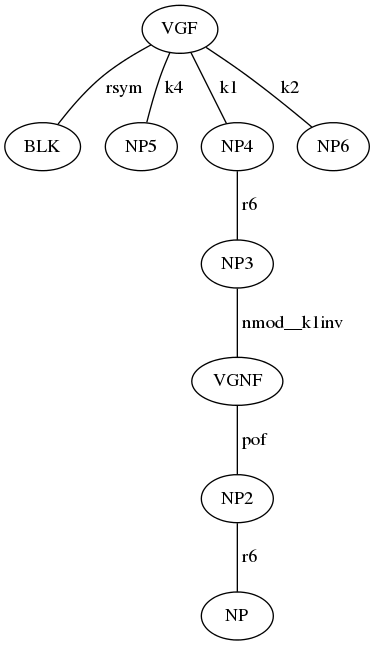 VGF
rsym k4 k1 k2
BLK NP5 NP4 NP6
r6
NP3
nmod__k1inv
VGNF
pof
NP2
r6
NP